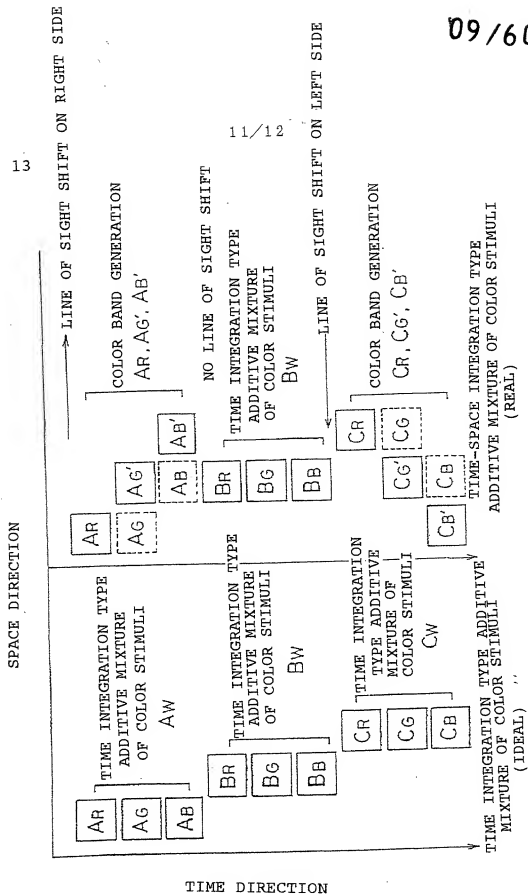 09/60
13
11/12
SPACE DIRECTION
TIME DIRECTION
AR
AG
AB
TIME INTEGRATION TYPE
ADDITIVE MIXTURE
OF COLOR STIMULI
AW
BR
BG
BB
TIME INTEGRATION TYPE
ADDITIVE MIXTURE
OF COLOR STIMULI
BW
CR
CG
CB
TIME INTEGRATION
TYPE ADDITIVE
MIXTURE OF
COLOR STIMULI
CW
TIME INTEGRATION TYPE ADDITIVE
MIXTURE OF COLOR STIMULI
(IDEAL)
LINE OF SIGHT SHIFT ON RIGHT SIDE
AR
AG
AG'
AB
AB'
COLOR BAND GENERATION
AR, AG', AB'
NO LINE OF SIGHT SHIFT
BR
BG
BB
TIME INTEGRATION TYPE
ADDITIVE MIXTURE
OF COLOR STIMULI
BW
LINE OF SIGHT SHIFT ON LEFT SIDE
CR
CG'
CG
CB'
CB
COLOR BAND GENERATION
CR, CG', CB'
TIME-SPACE INTEGRATION TYPE
ADDITIVE MIXTURE OF COLOR STIMULI
(REAL)